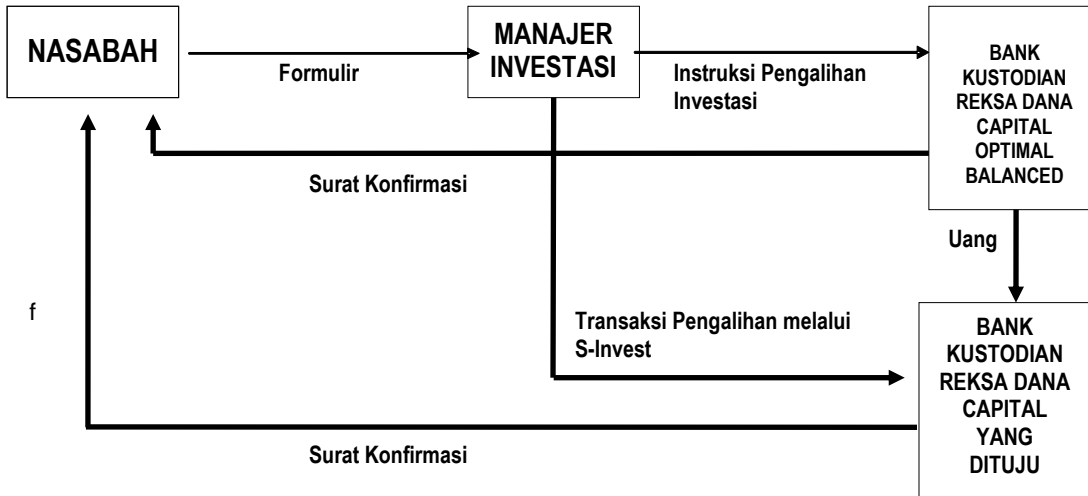 NASABAH
Formulir
MANAJER
INVESTASI
Instruksi Pengalihan
Investasi
BANK
KUSTODIAN
REKSA DANA
CAPITAL
OPTIMAL
BALANCED
Surat Konfirmasi
Uang
f
Transaksi Pengalihan melalui
S-Invest
BANK
KUSTODIAN
REKSA DANA
CAPITAL
YANG
DITUJU
Surat Konfirmasi